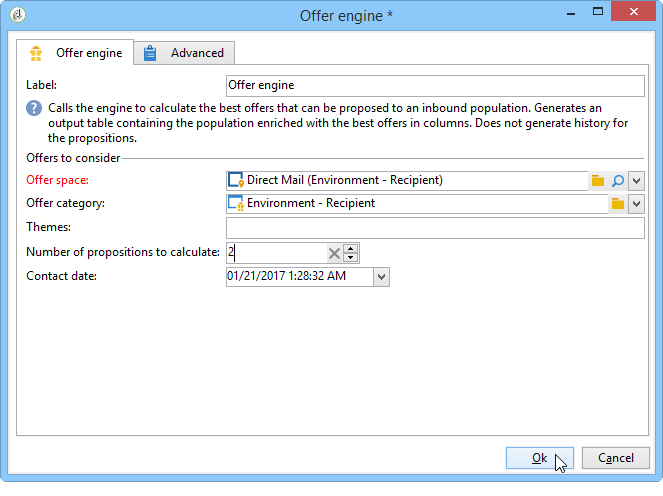 Offer engine *
Offer engine
Advanced
Label:
Offer engine
Calls the engine to calculate the best offers that can be proposed to an inbound population. Generates an
output table containing the population enriched with the best offers in columns. Does not generate history for
the propositions.
Offers to consider
Offer space:
Direct Mail (Environment - Recipient)
Offer category:
Environment - Recipient
Themes:
Number of propositions to calculate:
2
Contact date:
01/21/2017 1:28:32 AM
Ok
Cancel